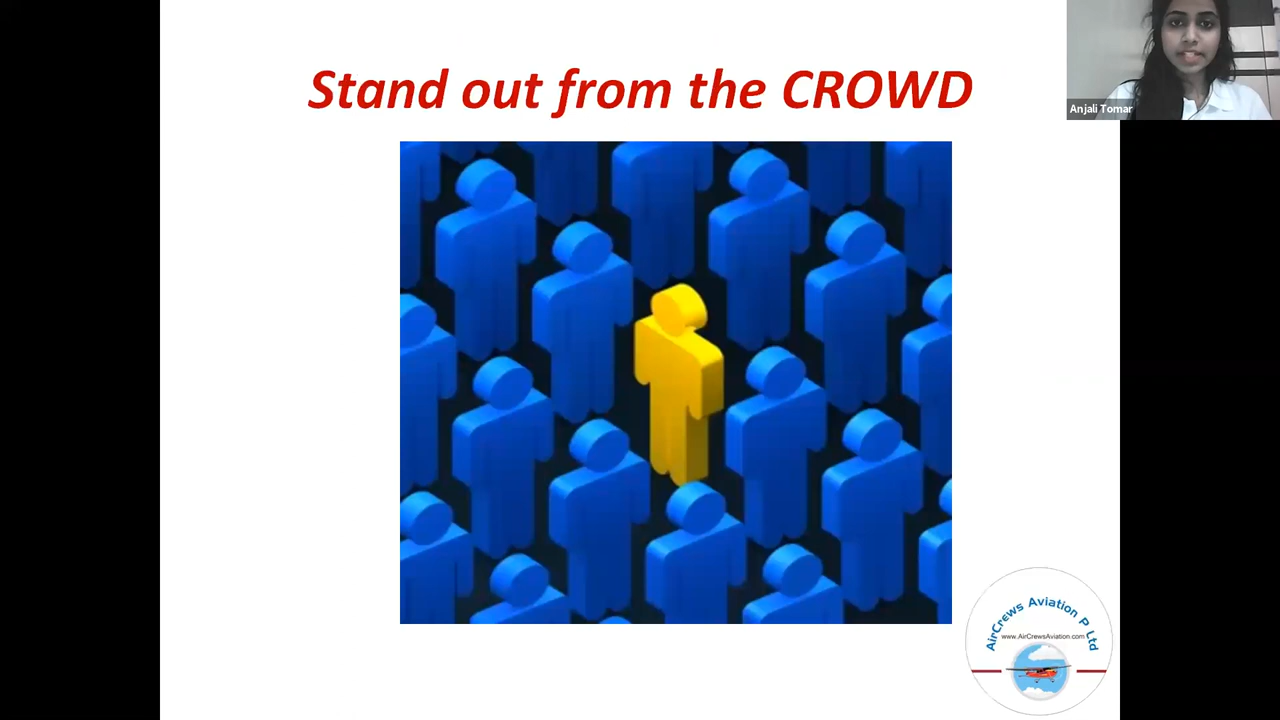 Stand out from the CROWD
Anjali Tomar
AirCrews Aviation P Ltd
www.AirCrewsAviation.com